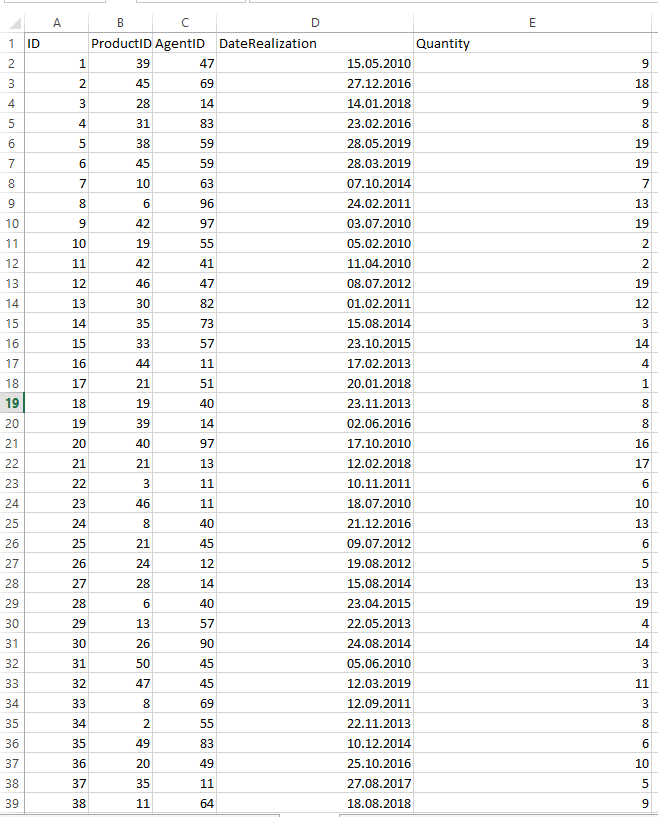 A B C D E
1 ID ProductID AgentID DateRealization Quantity
2 1 39 47 15.05.2010 9
3 2 45 69 27.12.2016 18
4 3 28 14 14.01.2018 9
5 4 31 83 23.02.2016 8
6 5 38 59 28.05.2019 19
7 6 45 59 28.03.2019 19
8 7 10 63 07.10.2014 7
9 8 6 96 24.02.2011 13
10 9 42 97 03.07.2010 19
11 10 19 55 05.02.2010 2
12 11 42 41 11.04.2010 2
13 12 46 47 08.07.2012 19
14 13 30 82 01.02.2011 12
15 14 35 73 15.08.2014 3
16 15 33 57 23.10.2015 14
17 16 44 11 17.02.2013 4
18 17 21 51 20.01.2018 1
19 18 19 40 23.11.2013 8
20 19 39 14 02.06.2016 8
21 20 40 97 17.10.2010 16
22 21 21 13 12.02.2018 17
23 22 3 11 10.11.2011 6
24 23 46 11 18.07.2010 10
25 24 8 40 21.12.2016 13
26 25 21 45 09.07.2012 6
27 26 24 12 19.08.2012 5
28 27 28 14 15.08.2014 13
29 28 6 40 23.04.2015 19
30 29 13 57 22.05.2013 4
31 30 26 90 24.08.2014 14
32 31 50 45 05.06.2010 3
33 32 47 45 12.03.2019 11
34 33 8 69 12.09.2011 3
35 34 2 55 22.11.2013 8
36 35 49 83 10.12.2014 6
37 36 20 49 25.10.2016 10
38 37 35 11 27.08.2017 5
39 38 11 64 18.08.2018 9